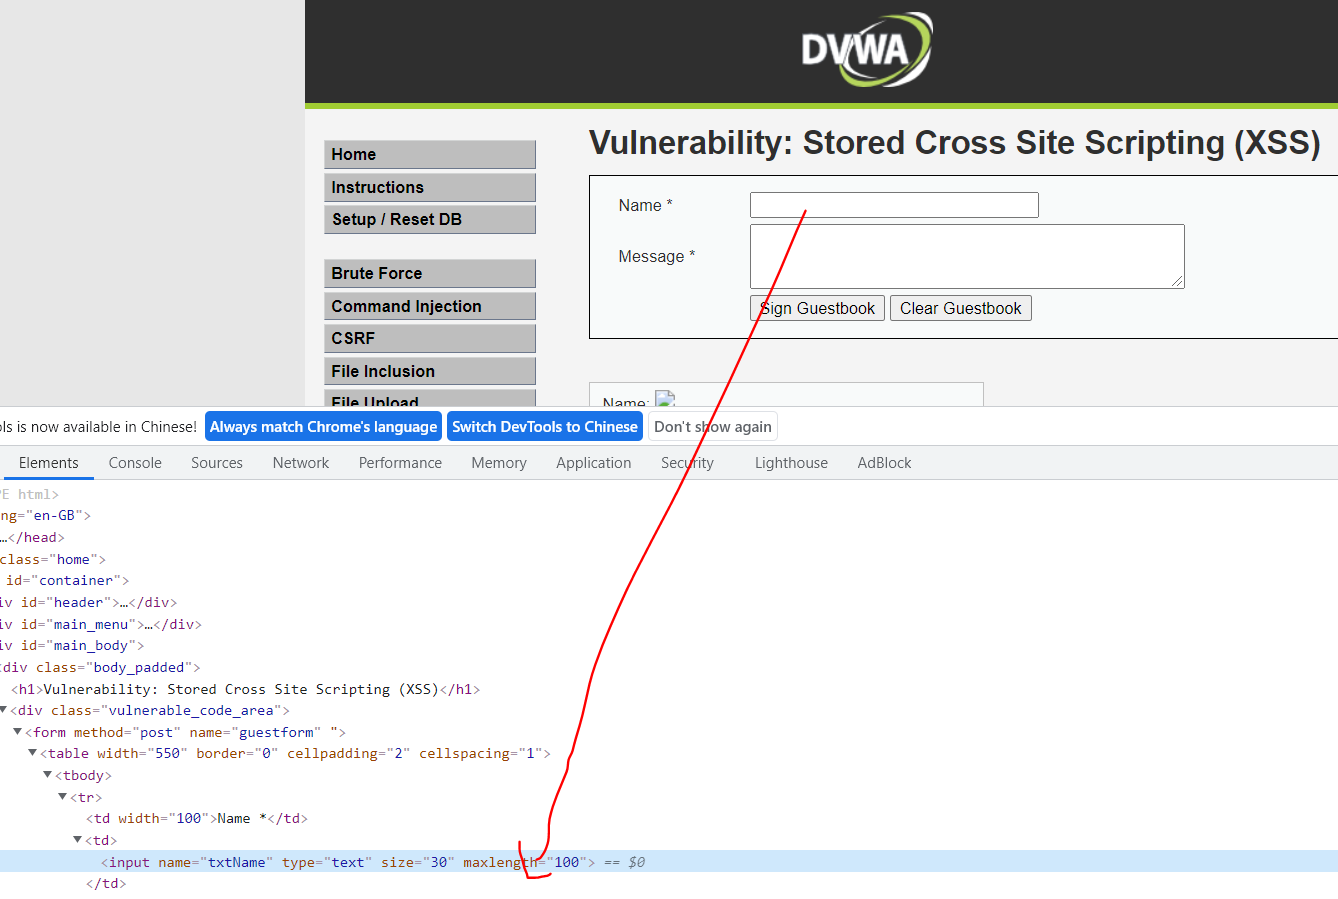 DVWA
Home
Instructions
Setup / Reset DB
Brute Force
Command Injection
CSRF
File Inclusion
File Upload
Vulnerability: Stored Cross Site Scripting (XSS)
Name *
Message *
Sign Guestbook Clear Guestbook
Name:
ols is now available in Chinese! Always match Chrome's language Switch DevTools to Chinese Don't show again
Elements Console Sources Network Performance Memory Application Security Lighthouse AdBlock
PE html>
ng="en-GB">
…</head>
class="home">
id="container">
iv id="header">…</div>
iv id="main_menu">…</div>
iv id="main_body">
div class="body_padded">
<h1>Vulnerability: Stored Cross Site Scripting (XSS)</h1>
<div class="vulnerable_code_area">
<form method="post" name="guestform" ">
<table width="550" border="0" cellpadding="2" cellspacing="1">
<tbody>
<tr>
<td width="100">Name *</td>
<td>
<input name="txtName" type="text" size="30" maxlength="100"> == $0
</td>